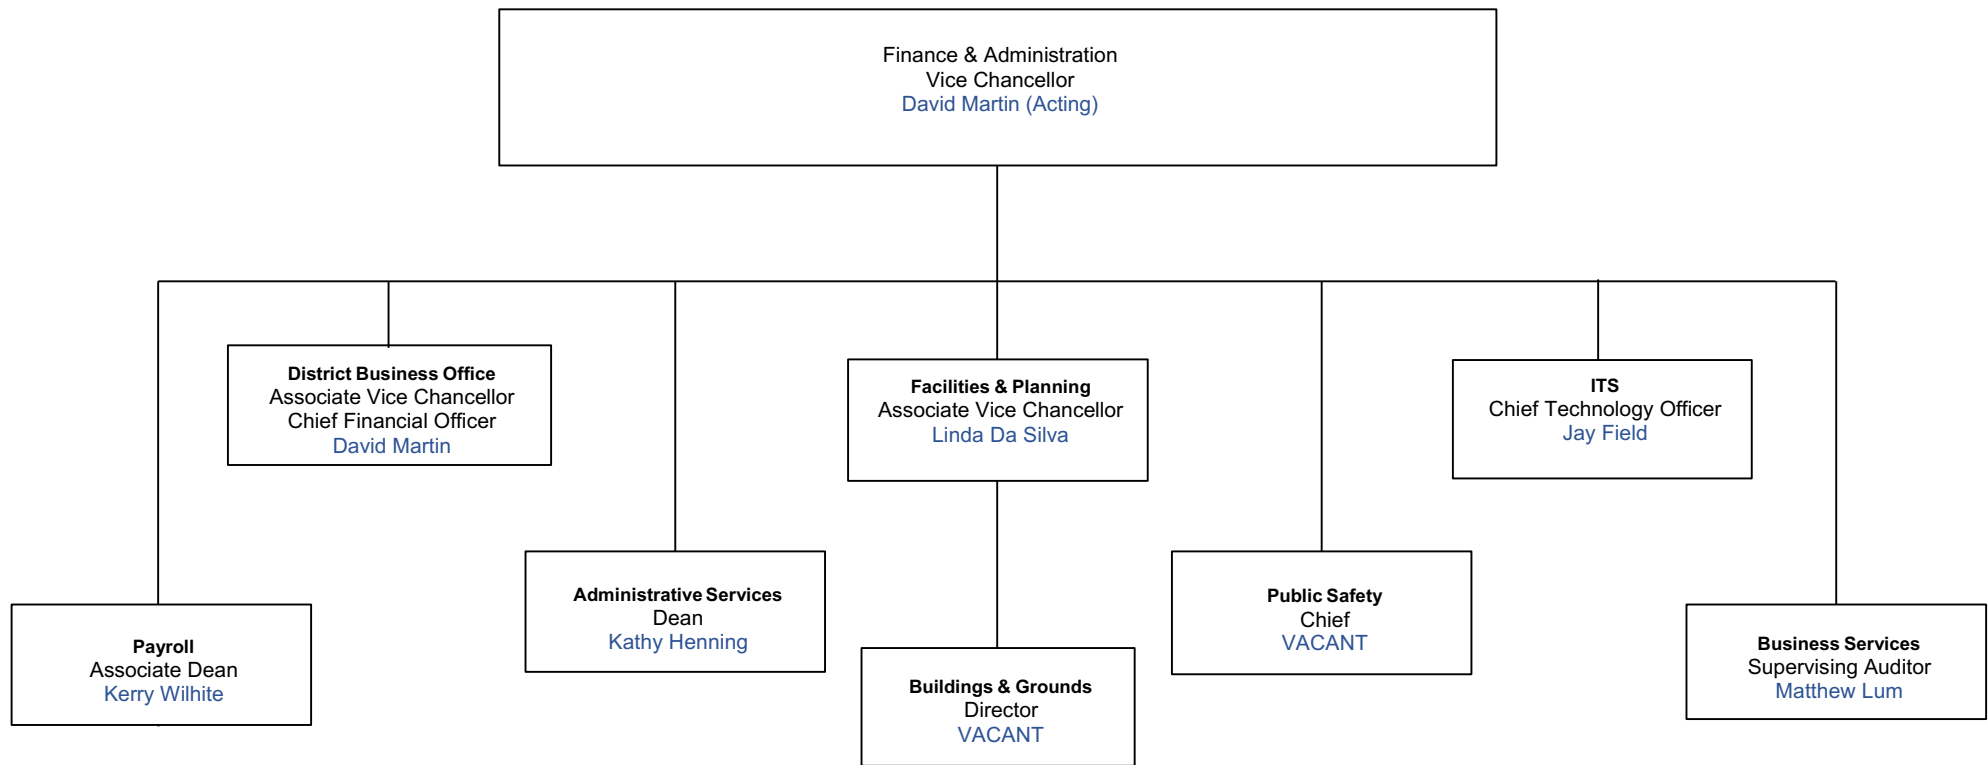 Finance & Administration
Vice Chancellor
David Martin (Acting)
District Business Office
Associate Vice Chancellor
Chief Financial Officer
David Martin
Facilities & Planning
Associate Vice Chancellor
Linda Da Silva
ITS
Chief Technology Officer
Jay Field
Administrative Services
Dean
Kathy Henning
Public Safety
Chief
VACANT
Payroll
Associate Dean
Kerry Wilhite
Buildings & Grounds
Director
VACANT
Business Services
Supervising Auditor
Matthew Lum